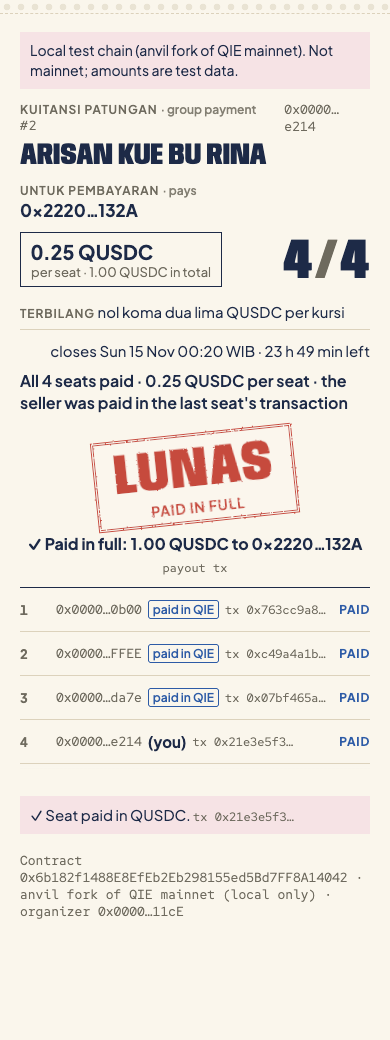 Local test chain (anvil fork of QIE mainnet). Not
mainnet; amounts are test data.
KUITANSI PATUNGAN · group payment #2
0x0000…e214
ARISAN KUE BU RINA
UNTUK PEMBAYARAN · pays
0×2220…132A
0.25 QUSDC
per seat · 1.00 QUSDC in total
4/4
TERBILANG nol koma dua lima QUSDC per kursi
closes Sun 15 Nov 00:20 WIB · 23 h 49 min left
All 4 seats paid · 0.25 QUSDC per seat · the
seller was paid in the last seat's transaction
LUNAS
PAID IN FULL
✓ Paid in full: 1.00 QUSDC to 0×2220…132A
payout tx
1 0x0000…0b00 paid in QIE tx 0x763cc9a8… PAID
2 0x0000…FFEE paid in QIE tx 0xc49a4a1b… PAID
3 0x0000…da7e paid in QIE tx 0x07bf465a… PAID
4 0x0000…e214 (you) tx 0x21e3e5f3… PAID
✓ Seat paid in QUSDC. tx 0x21e3e5f3…
Contract
0x6b182f1488E8EfEb2Eb298155ed5Bd7FF8A14042 ·
anvil fork of QIE mainnet (local only) ·
organizer 0x0000…11cE